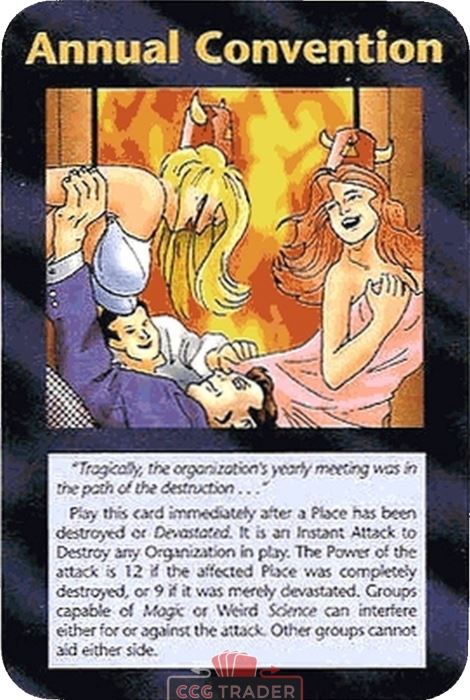 Annual Convention
"Tragically, the organization's yearly meeting was in
the path of the destruction . . ."
Play this card immediately after a Place has been
destroyed or Devastated. It is an Instant Attack to
Destroy any Organization in play. The Power of the
attack is 12 if the affected Place was completely
destroyed, or 9 if it was merely devastated. Groups
capable of Magic or Weird Science can interfere
either for or against the attack. Other groups cannot
aid either side.
CCG TRADER